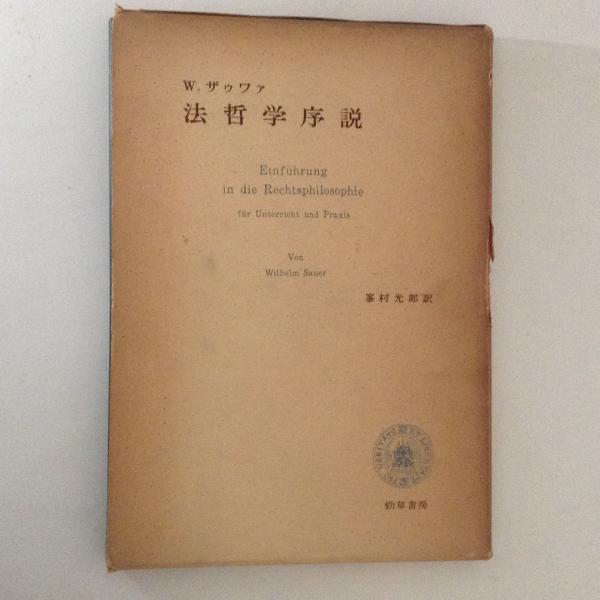 W. ザゥワァ
法哲学序説
Einführung
in die Rechtsphilosophie
für Unterricht und Praxis
Von
Wilhelm Sauer
峯村光郎訳
勁草書房